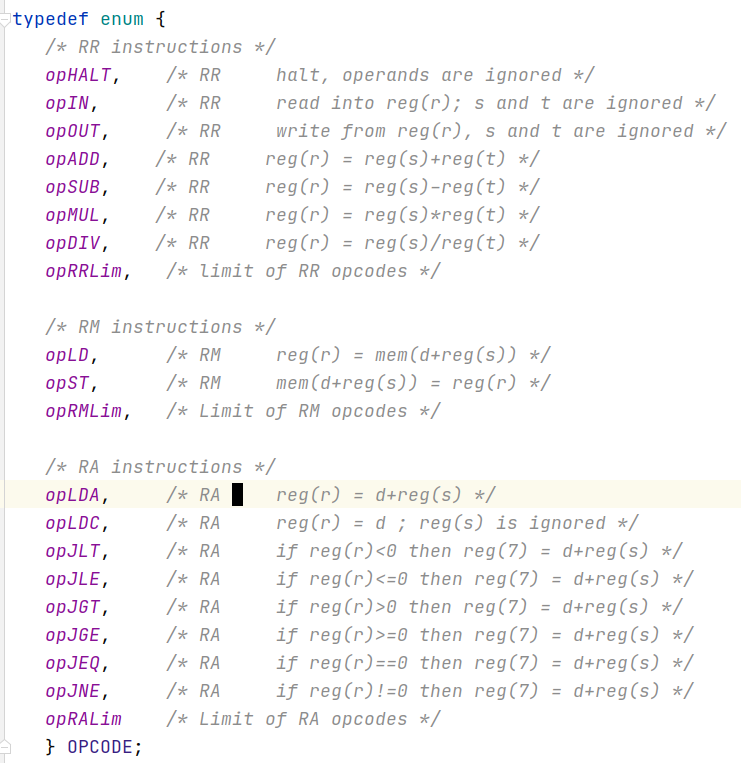 typedef enum {
   /* RR instructions */
   opHALT,    /* RR     halt, operands are ignored */
   opIN,      /* RR     read into reg(r); s and t are ignored */
   opOUT,     /* RR     write from reg(r), s and t are ignored */
   opADD,    /* RR     reg(r) = reg(s)+reg(t) */
   opSUB,    /* RR     reg(r) = reg(s)-reg(t) */
   opMUL,    /* RR     reg(r) = reg(s)*reg(t) */
   opDIV,    /* RR     reg(r) = reg(s)/reg(t) */
   opRRLim,   /* limit of RR opcodes */

   /* RM instructions */
   opLD,      /* RM     reg(r) = mem(d+reg(s)) */
   opST,      /* RM     mem(d+reg(s)) = reg(r) */
   opRMLim,   /* Limit of RM opcodes */

   /* RA instructions */
   opLDA,     /* RA     reg(r) = d+reg(s) */
   opLDC,     /* RA     reg(r) = d ; reg(s) is ignored */
   opJLT,     /* RA     if reg(r)<0 then reg(7) = d+reg(s) */
   opJLE,     /* RA     if reg(r)<=0 then reg(7) = d+reg(s) */
   opJGT,     /* RA     if reg(r)>0 then reg(7) = d+reg(s) */
   opJGE,     /* RA     if reg(r)>=0 then reg(7) = d+reg(s) */
   opJEQ,     /* RA     if reg(r)==0 then reg(7) = d+reg(s) */
   opJNE,     /* RA     if reg(r)!=0 then reg(7) = d+reg(s) */
   opRALim    /* Limit of RA opcodes */
   } OPCODE;